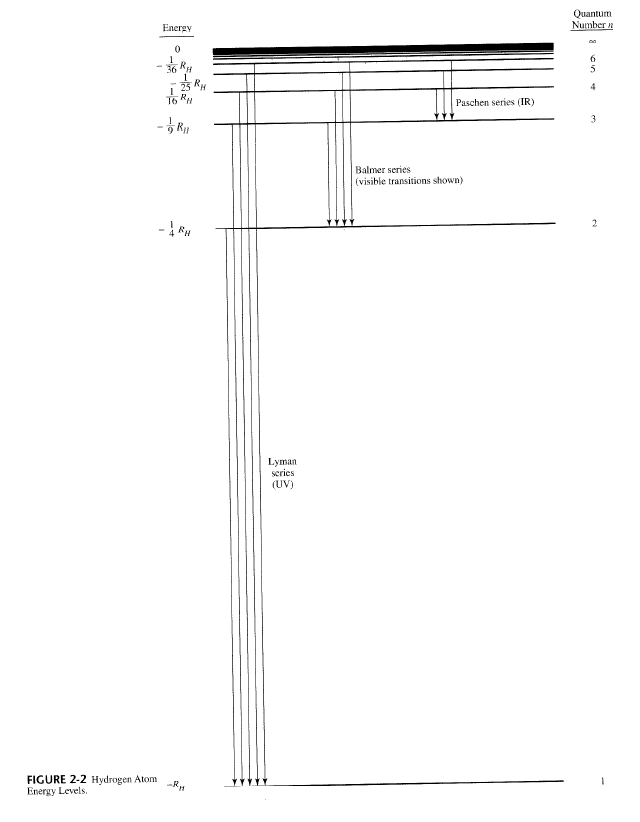 Energy
Quantum
Number n
0
∞
- 1/36 R_H
6
- 1/25 R_H
5
1/16 R_H
4
Paschen series (IR)
- 1/9 R_H
3
Balmer series
(visible transitions shown)
- 1/4 R_H
2
Lyman
series
(UV)
FIGURE 2-2 Hydrogen Atom
Energy Levels.
-R_H
1